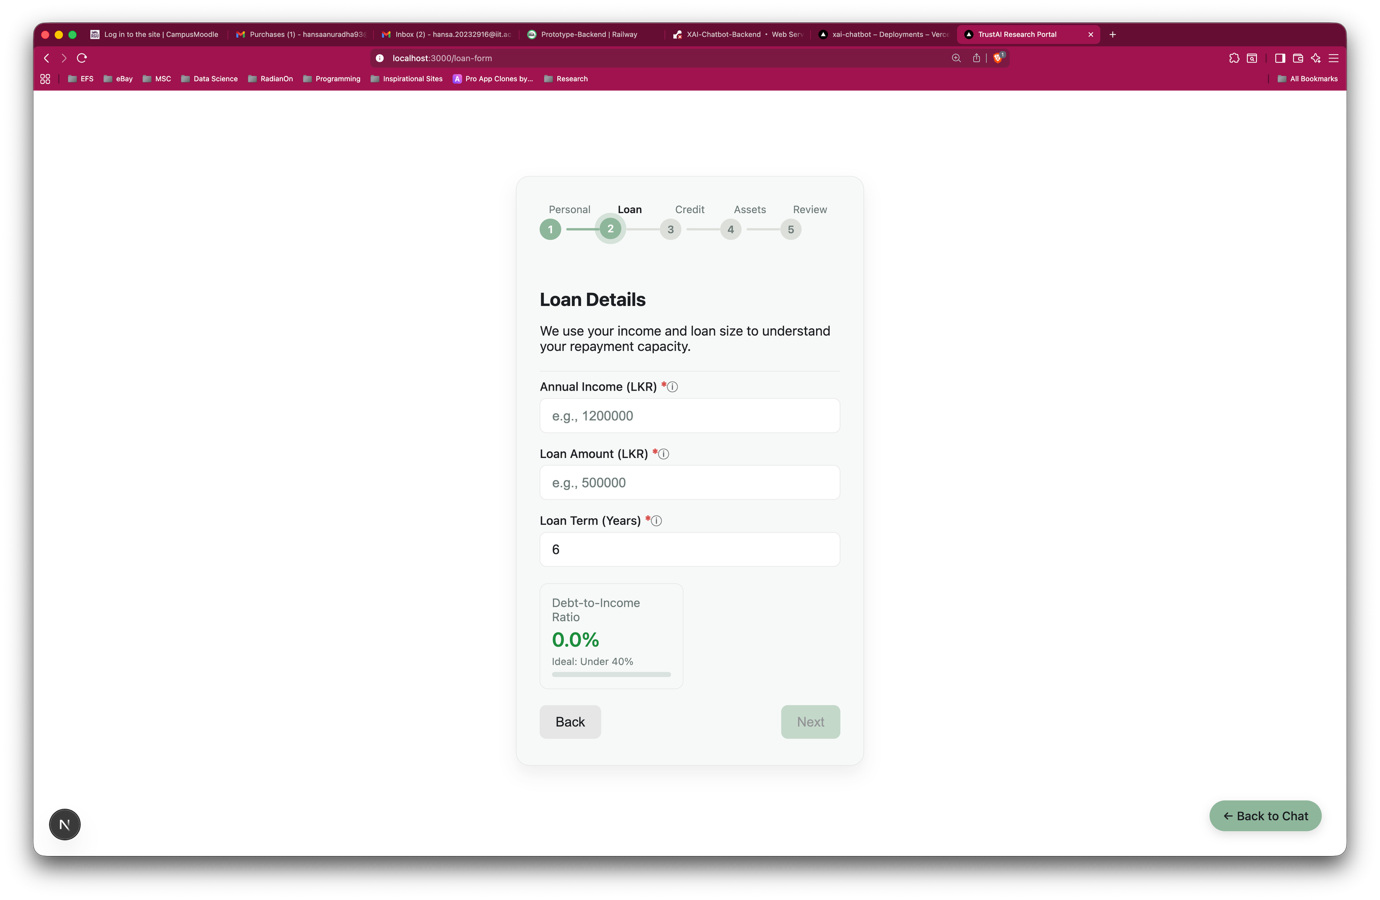 Log in to the site | CampusMoodle
Purchases (1) - hansaanuradha93
Inbox (2) - hansa.20232916@iit.ac
Prototype-Backend | Railway
XAI-Chatbot-Backend • Web Serv
xai-chatbot – Deployments – Verc
TrustAI Research Portal
localhost:3000/loan-form
EFS
eBay
MSC
Data Science
RadianOn
Programming
Inspirational Sites
A Pro App Clones by...
Research
All Bookmarks
Personal
Loan
Credit
Assets
Review
1
2
3
4
5
Loan Details
We use your income and loan size to understand
your repayment capacity.
Annual Income (LKR) *ⓘ
e.g., 1200000
Loan Amount (LKR) *ⓘ
e.g., 500000
Loan Term (Years) *ⓘ
6
Debt-to-Income
Ratio
0.0%
Ideal: Under 40%
Back
Next
N
← Back to Chat